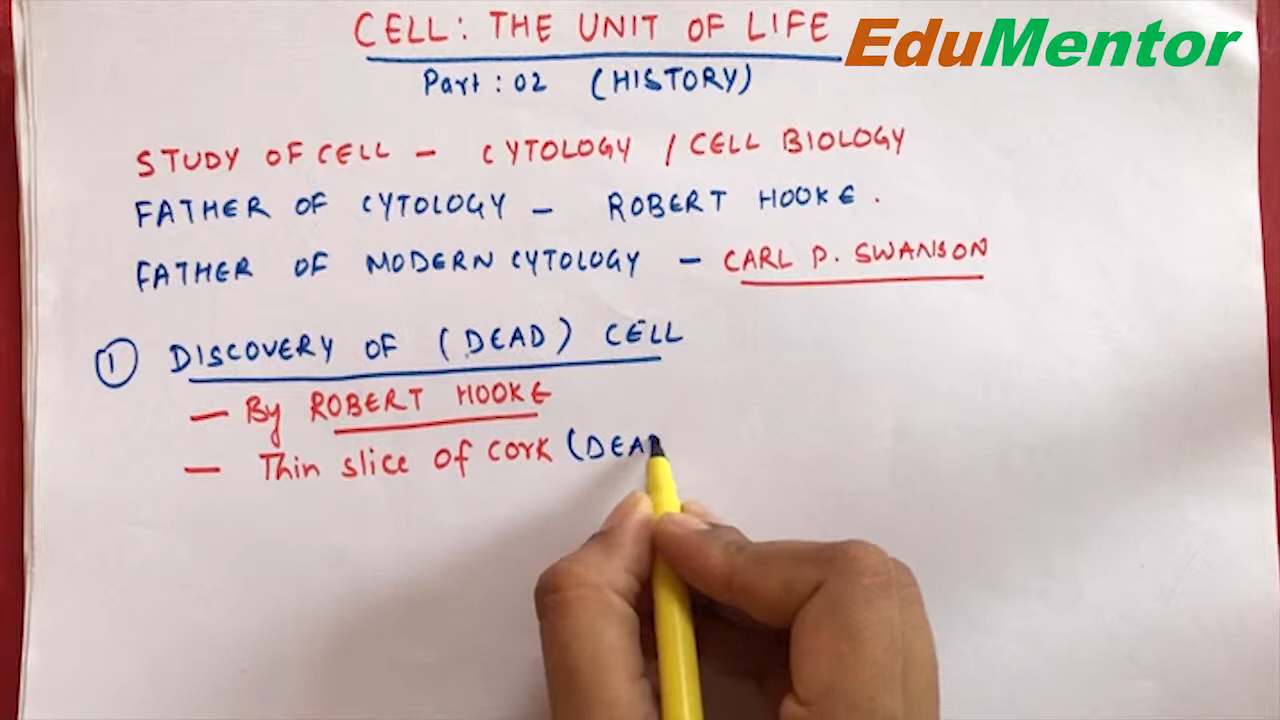 CELL: THE UNIT OF LIFE
EduMentor
Part: 02 (HISTORY)
STUDY OF CELL - CYTOLOGY / CELL BIOLOGY
FATHER OF CYTOLOGY - ROBERT HOOKE.
FATHER OF MODERN CYTOLOGY - CARL P. SWANSON
1 DISCOVERY OF (DEAD) CELL
- By ROBERT HOOKE
- Thin slice of cork (DEAD